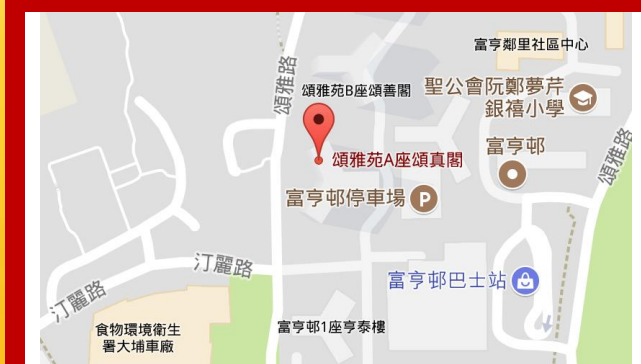 富亨鄰里社區中心
頌雅路
頌雅苑B座頌善閣
聖公會阮鄭夢芹
銀禧小學
頌雅苑A座頌真閣
富亨邨
頌雅路
富亨邨停車場
P
汀麗路
富亨邨巴士站
汀麗路
食物環境衞生
署大埔車廠
富亨邨1座亨泰樓